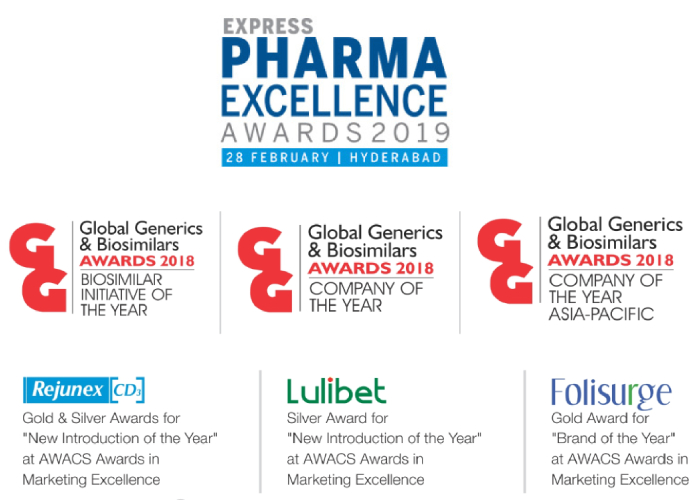 EXPRESS
PHARMA
EXCELLENCE
AWARDS 2019
28 FEBRUARY | HYDERABAD
GG
Global Generics
& Biosimilars
AWARDS 2018
BIOSIMILAR
INITIATIVE OF
THE YEAR
GG
Global Generics
& Biosimilars
AWARDS 2018
COMPANY OF
THE YEAR
GG
Global Generics
& Biosimilars
AWARDS 2018
COMPANY OF
THE YEAR
ASIA-PACIFIC
Rejunex CD3
Gold & Silver Awards for
"New Introduction of the Year"
at AWACS Awards in
Marketing Excellence
Lulibet
Silver Award for
"New Introduction of the Year"
at AWACS Awards in
Marketing Excellence
Folisurge
Gold Award for
"Brand of the Year"
at AWACS Awards in
Marketing Excellence